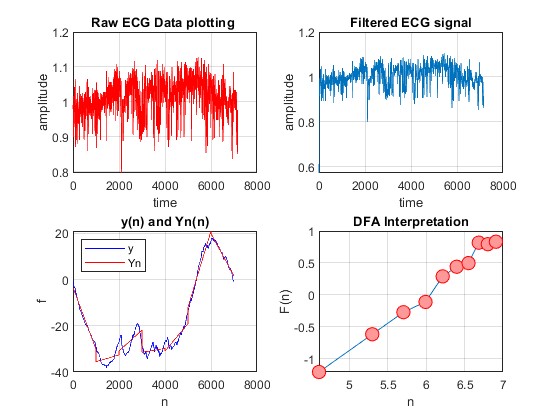 Raw ECG Data plotting
1.2
1.1
1
0.9
0.8
amplitude
0 2000 4000 6000 8000
time
Filtered ECG signal
1.2
1
0.8
0.6
amplitude
0 2000 4000 6000 8000
time
y(n) and Yn(n)
20
0
-20
-40
f
y
Yn
0 2000 4000 6000 8000
n
DFA Interpretation
1
0.5
0
-0.5
-1
F(n)
5 5.5 6 6.5 7
n